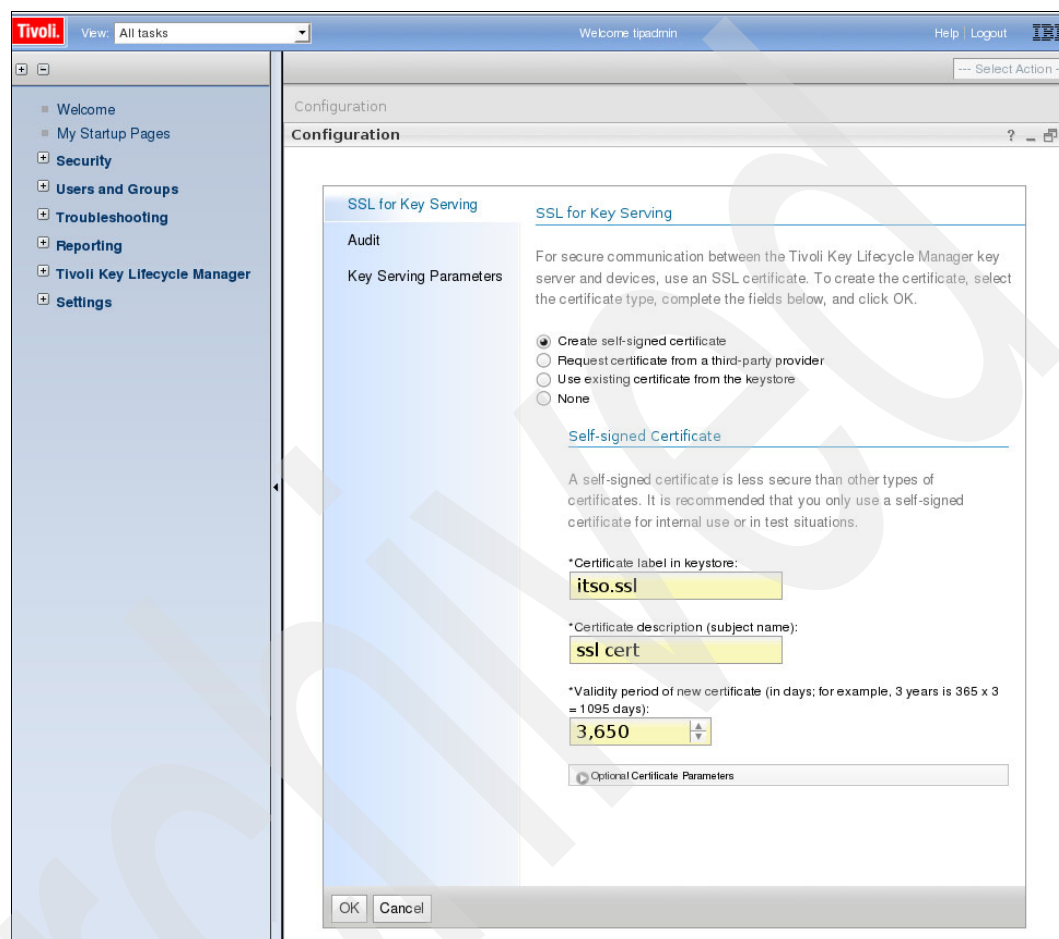 Tivoli. View: All tasks Welcome tipadmin Help | Logout IBM
--- Select Action -
Welcome
My Startup Pages
Security
Users and Groups
Troubleshooting
Reporting
Tivoli Key Lifecycle Manager
Settings
Configuration
Configuration
SSL for Key Serving
Audit
Key Serving Parameters
SSL for Key Serving
For secure communication between the Tivoli Key Lifecycle Manager key
server and devices, use an SSL certificate. To create the certificate, select
the certificate type, complete the fields below, and click OK.
Create self-signed certificate
Request certificate from a third-party provider
Use existing certificate from the keystore
None
Self-signed Certificate
A self-signed certificate is less secure than other types of
certificates. It is recommended that you only use a self-signed
certificate for internal use or in test situations.
*Certificate label in keystore:
itso.ssl
*Certificate description (subject name):
ssl cert
*Validity period of new certificate (in days; for example, 3 years is 365 x 3
= 1095 days):
3,650
Optional Certificate Parameters
OK Cancel